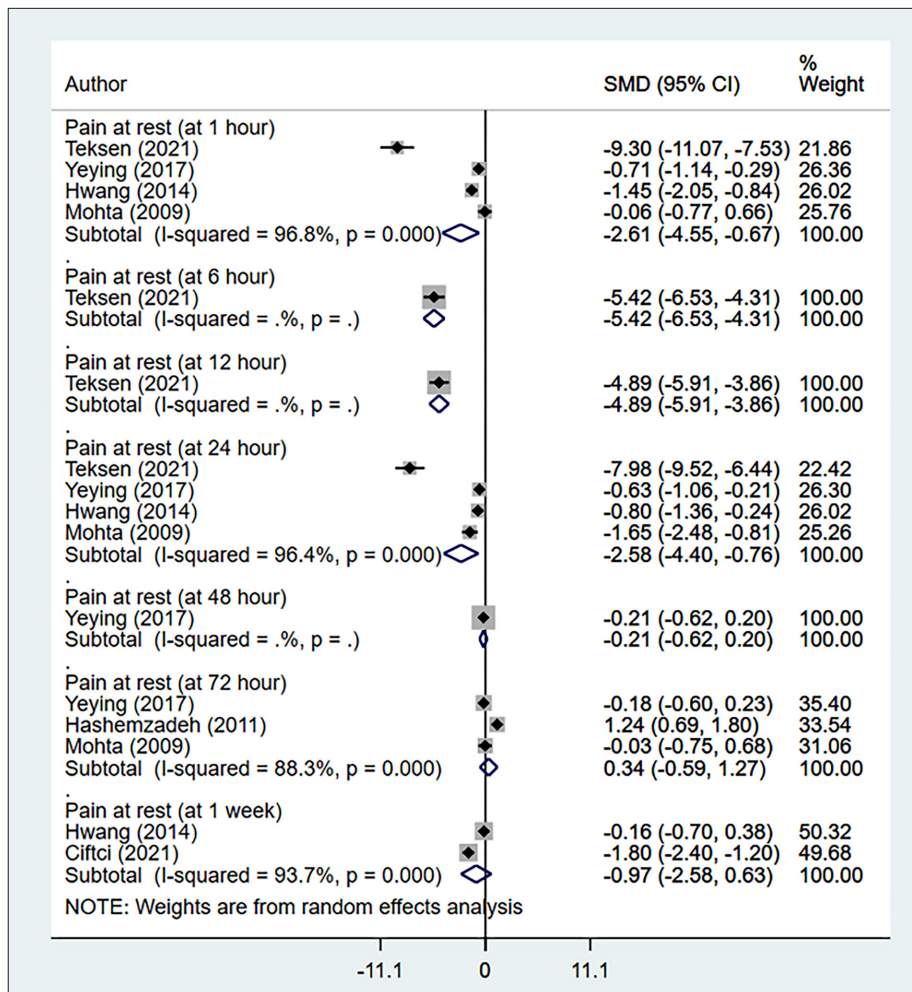 Author SMD (95% CI) % Weight
Pain at rest (at 1 hour)
Teksen (2021) -9.30 (-11.07, -7.53) 21.86
Yeying (2017) -0.71 (-1.14, -0.29) 26.36
Hwang (2014) -1.45 (-2.05, -0.84) 26.02
Mohta (2009) -0.06 (-0.77, 0.66) 25.76
Subtotal (I-squared = 96.8%, p = 0.000) -2.61 (-4.55, -0.67) 100.00
.
Pain at rest (at 6 hour)
Teksen (2021) -5.42 (-6.53, -4.31) 100.00
Subtotal (I-squared = .%, p = .) -5.42 (-6.53, -4.31) 100.00
.
Pain at rest (at 12 hour)
Teksen (2021) -4.89 (-5.91, -3.86) 100.00
Subtotal (I-squared = .%, p = .) -4.89 (-5.91, -3.86) 100.00
.
Pain at rest (at 24 hour)
Teksen (2021) -7.98 (-9.52, -6.44) 22.42
Yeying (2017) -0.63 (-1.06, -0.21) 26.30
Hwang (2014) -0.80 (-1.36, -0.24) 26.02
Mohta (2009) -1.65 (-2.48, -0.81) 25.26
Subtotal (I-squared = 96.4%, p = 0.000) -2.58 (-4.40, -0.76) 100.00
.
Pain at rest (at 48 hour)
Yeying (2017) -0.21 (-0.62, 0.20) 100.00
Subtotal (I-squared = .%, p = .) -0.21 (-0.62, 0.20) 100.00
.
Pain at rest (at 72 hour)
Yeying (2017) -0.18 (-0.60, 0.23) 35.40
Hashemzadeh (2011) 1.24 (0.69, 1.80) 33.54
Mohta (2009) -0.03 (-0.75, 0.68) 31.06
Subtotal (I-squared = 88.3%, p = 0.000) 0.34 (-0.59, 1.27) 100.00
.
Pain at rest (at 1 week)
Hwang (2014) -0.16 (-0.70, 0.38) 50.32
Ciftci (2021) -1.80 (-2.40, -1.20) 49.68
Subtotal (I-squared = 93.7%, p = 0.000) -0.97 (-2.58, 0.63) 100.00
NOTE: Weights are from random effects analysis
-11.1 0 11.1